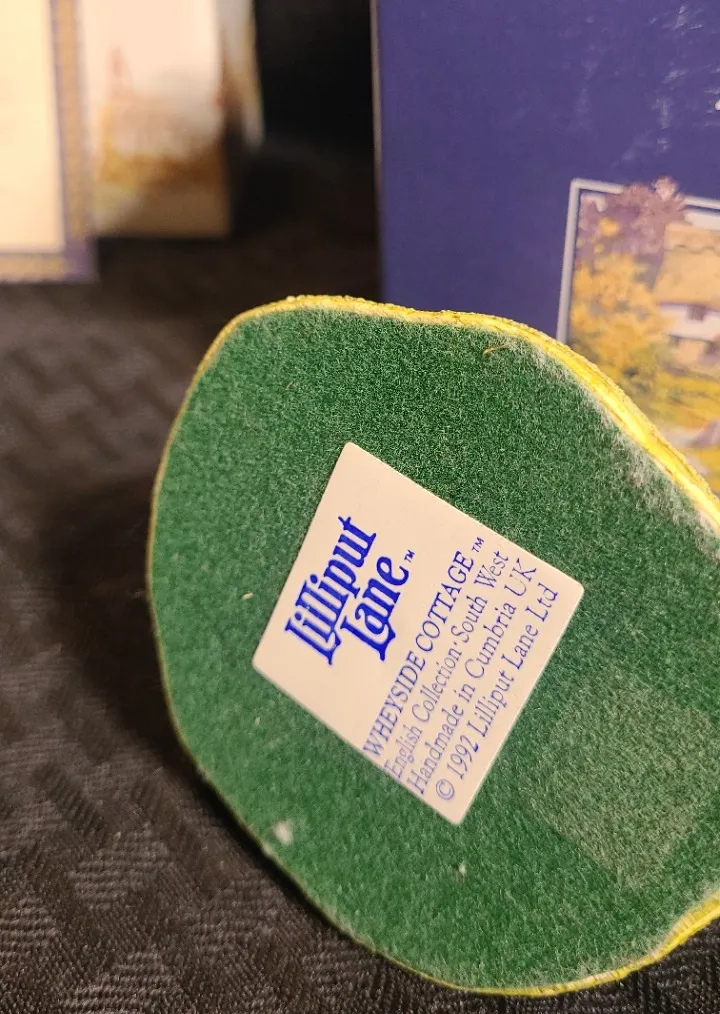 Lilliput
Lane™
WHEYSIDE COTTAGE™
English Collection·South West
Handmade in Cumbria UK
© 1992 Lilliput Lane Ltd